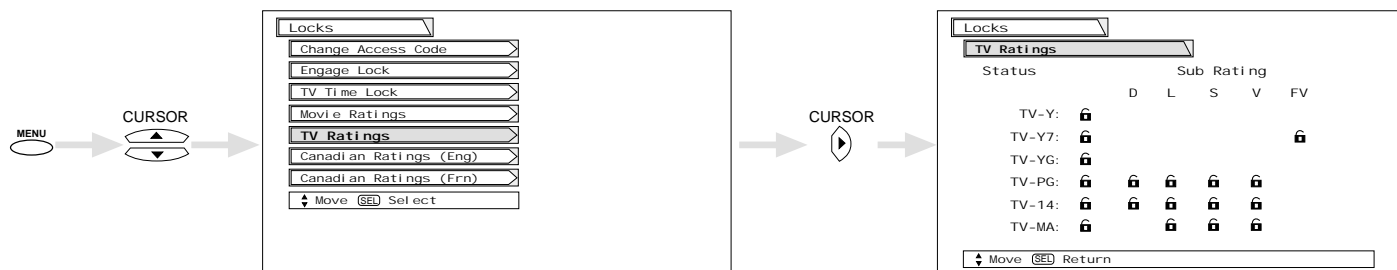 MENU
CURSOR
Locks
Change Access Code
Engage Lock
TV Time Lock
Movie Ratings
TV Ratings
Canadian Ratings (Eng)
Canadian Ratings (Frn)
Move SEL Select
CURSOR
Locks
TV Ratings
Status Sub Rating
D L S V FV
TV-Y:
TV-Y7:
TV-YG:
TV-PG:
TV-14:
TV-MA:
Move SEL Return